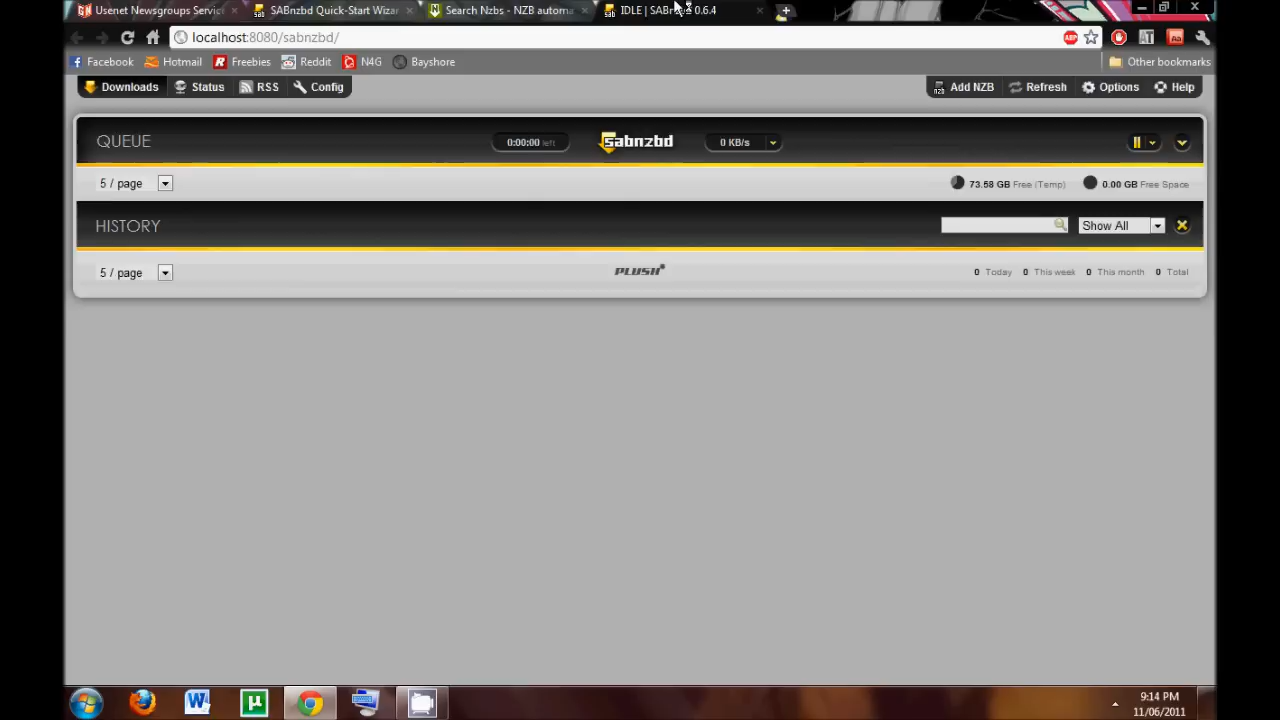 Usenet Newsgroups Servic
SABnzbd Quick-Start Wizar
Search Nzbs - NZB automa
IDLE | SABnzbd 0.6.4
localhost:8080/sabnzbd/
ABP
AT
Facebook
Hotmail
Freebies
Reddit
N4G
Bayshore
Other bookmarks
Downloads
Status
RSS
Config
Add NZB
Refresh
Options
Help
QUEUE
0:00:00 left
sabnzbd
0 KB/s
5 / page
73.58 GB Free (Temp)
0.00 GB Free Space
HISTORY
Show All
5 / page
PLUSH
0 Today
0 This week
0 This month
0 Total
9:14 PM
11/06/2011